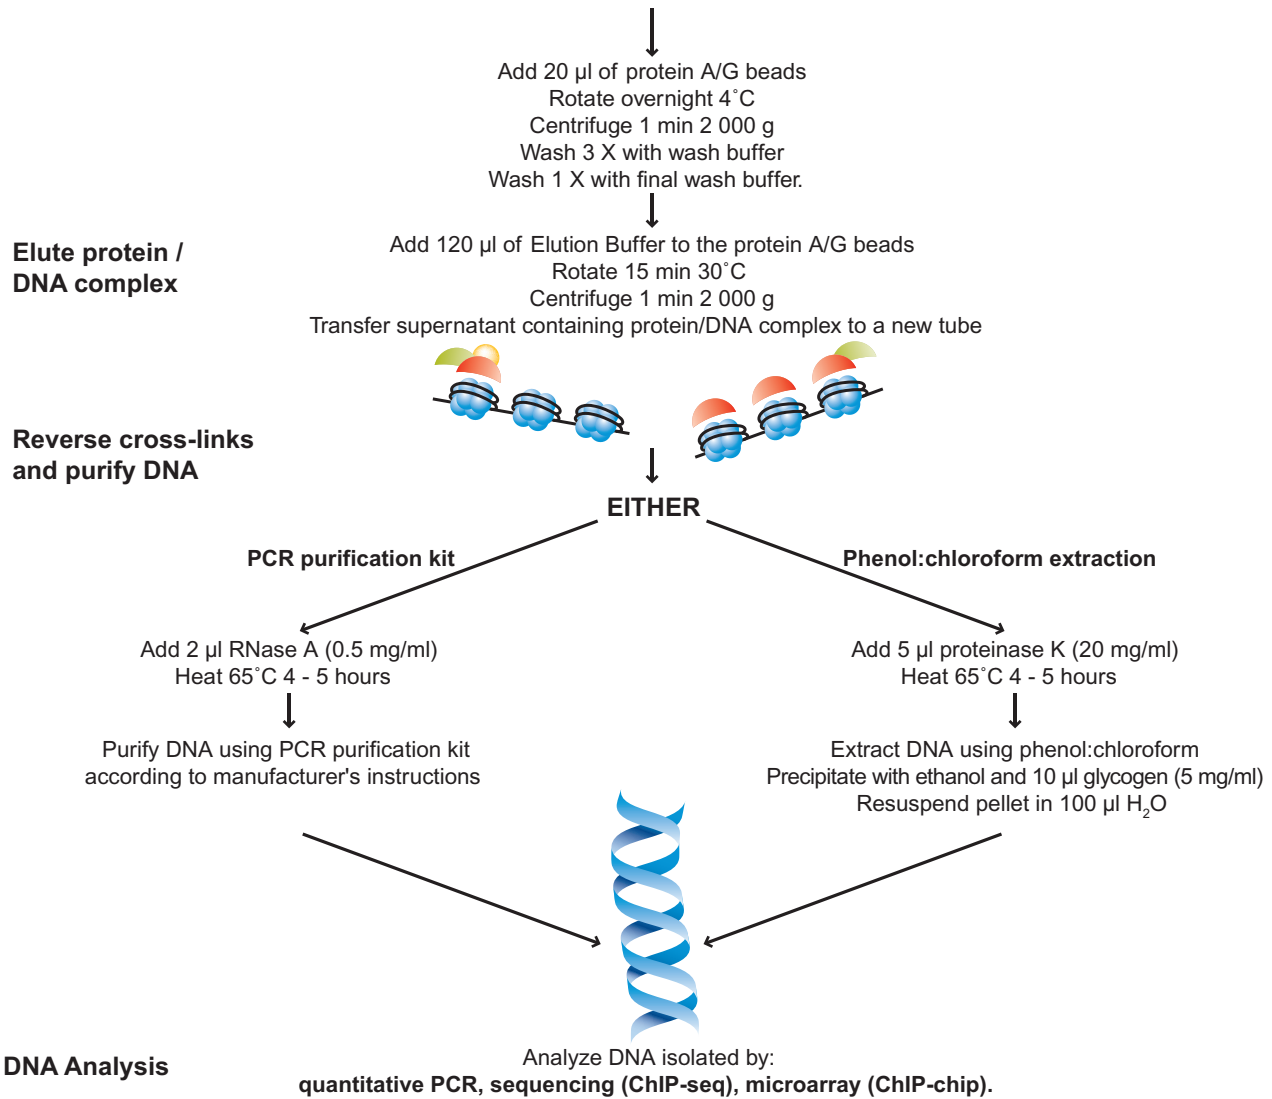 Add 20 µl of protein A/G beads
Rotate overnight 4˚C
Centrifuge 1 min 2 000 g
Wash 3 X with wash buffer
Wash 1 X with final wash buffer.
Elute protein /
DNA complex
Add 120 µl of Elution Buffer to the protein A/G beads
Rotate 15 min 30˚C
Centrifuge 1 min 2 000 g
Transfer supernatant containing protein/DNA complex to a new tube
Reverse cross-links
and purify DNA
EITHER
PCR purification kit
Phenol:chloroform extraction
Add 2 µl RNase A (0.5 mg/ml)
Heat 65˚C 4 - 5 hours
Add 5 µl proteinase K (20 mg/ml)
Heat 65˚C 4 - 5 hours
Purify DNA using PCR purification kit
according to manufacturer's instructions
Extract DNA using phenol:chloroform
Precipitate with ethanol and 10 µl glycogen (5 mg/ml)
Resuspend pellet in 100 µl H₂O
DNA Analysis
Analyze DNA isolated by:
quantitative PCR, sequencing (ChIP-seq), microarray (ChIP-chip).